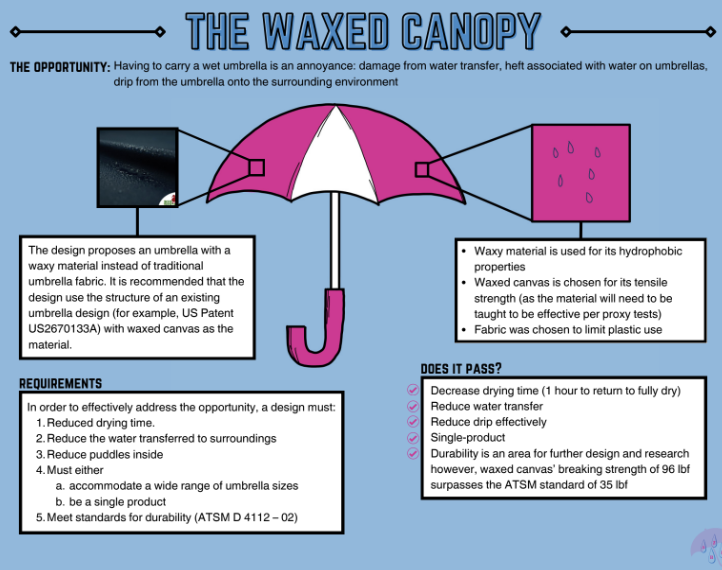 THE WAXED CANOPY
THE OPPORTUNITY: Having to carry a wet umbrella is an annoyance: damage from water transfer, heft associated with water on umbrellas,
drip from the umbrella onto the surrounding environment
The design proposes an umbrella with a
waxy material instead of traditional
umbrella fabric. It is recommended that the
design use the structure of an existing
umbrella design (for example, US Patent
US2670133A) with waxed canvas as the
material.
• Waxy material is used for its hydrophobic
properties
• Waxed canvas is chosen for its tensile
strength (as the material will need to be
taught to be effective per proxy tests)
• Fabric was chosen to limit plastic use
REQUIREMENTS
In order to effectively address the opportunity, a design must:
1. Reduced drying time.
2. Reduce the water transferred to surroundings
3. Reduce puddles inside
4. Must either
a. accommodate a wide range of umbrella sizes
b. be a single product
5. Meet standards for durability (ATSM D 4112 – 02)
DOES IT PASS?
Decrease drying time (1 hour to return to fully dry)
Reduce water transfer
Reduce drip effectively
Single-product
Durability is an area for further design and research
however, waxed canvas' breaking strength of 96 lbf
surpasses the ATSM standard of 35 lbf